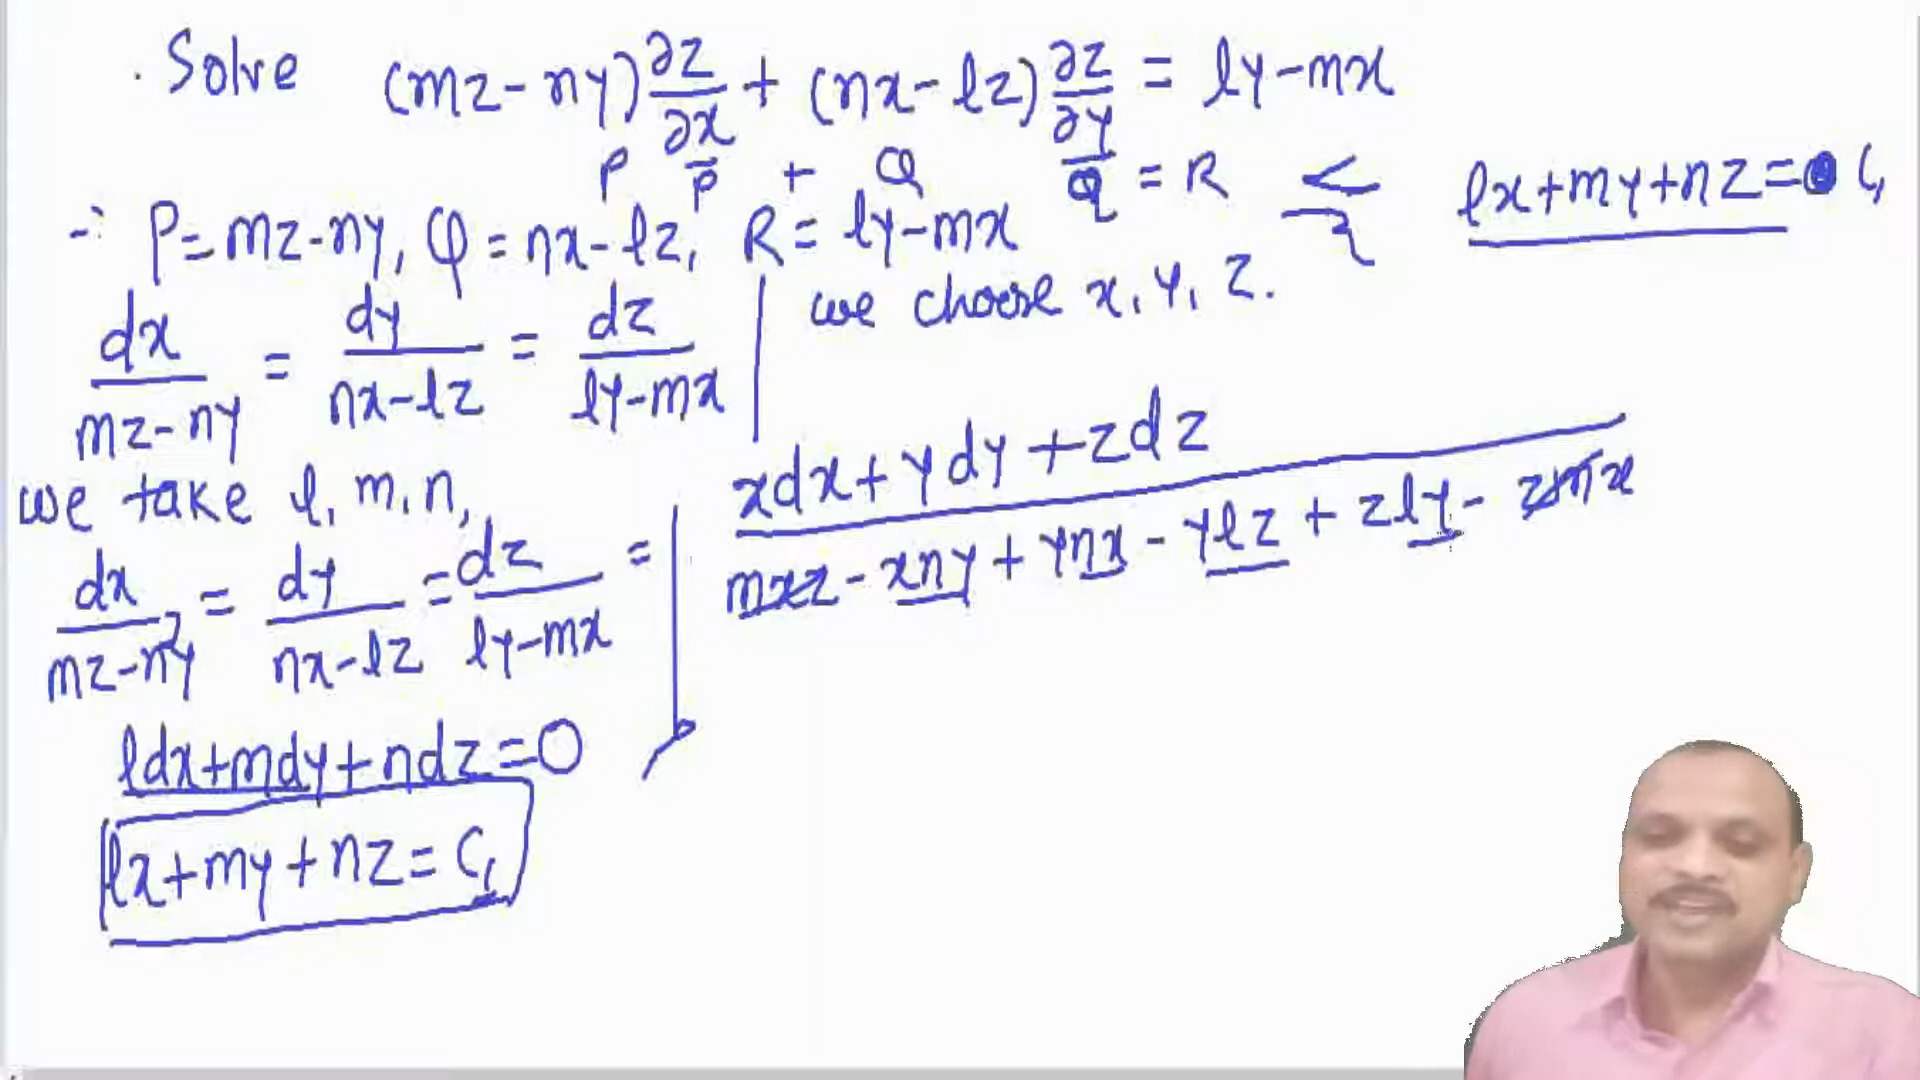 . Solve (mz-ny) ∂z/∂x + (nx-lz) ∂z/∂y = ly-mx
P p + Q q = R
lx+my+nz= C₁
∴ P=mz-ny, Q=nx-lz, R=ly-mx
dx/(mz-ny) = dy/(nx-lz) = dz/(ly-mx)
we take l, m, n,
dx/(mz-ny) = dy/(nx-lz) = dz/(ly-mx) =
ldx+mdy+ndz=0
lx+my+nz=C₁
we choose x, y, z.
(xdx+ydy+zdz)/(mxz-xny+ynx-ylz+zly-zmx)